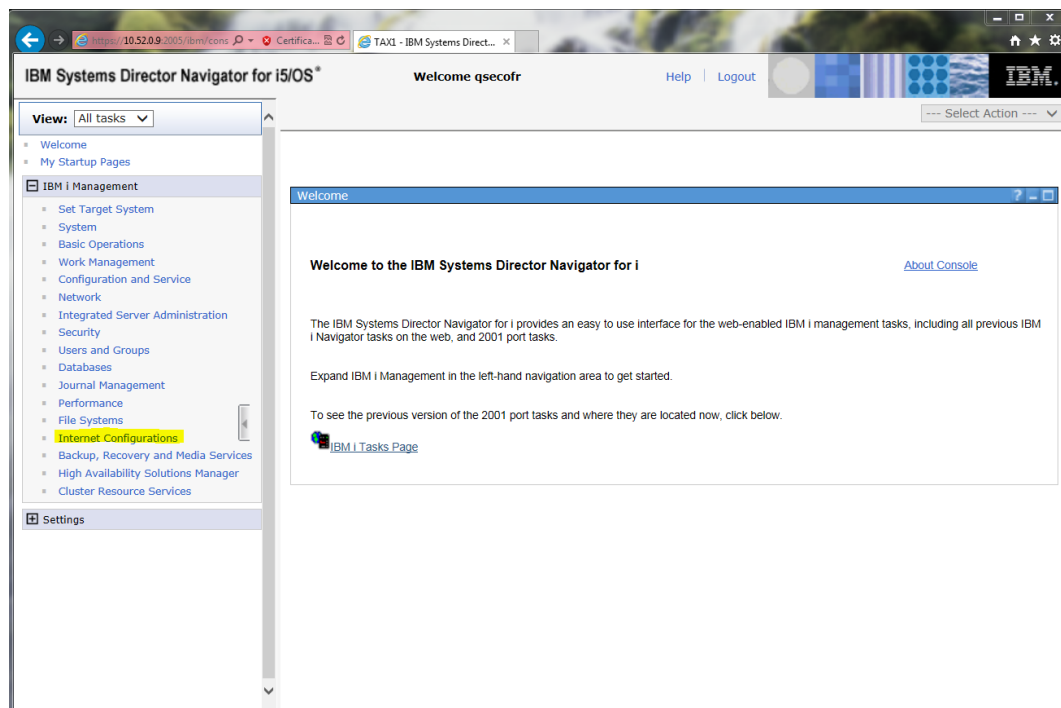 https://10.52.0.9:2005/ibm/cons
Certifica...
TAX1 - IBM Systems Direct...
IBM Systems Director Navigator for i5/OS®
Welcome qsecofr
Help
Logout
IBM.
View: All tasks
--- Select Action ---
Welcome
My Startup Pages
IBM i Management
Set Target System
System
Basic Operations
Work Management
Configuration and Service
Network
Integrated Server Administration
Security
Users and Groups
Databases
Journal Management
Performance
File Systems
Internet Configurations
Backup, Recovery and Media Services
High Availability Solutions Manager
Cluster Resource Services
Settings
Welcome
Welcome to the IBM Systems Director Navigator for i
About Console
The IBM Systems Director Navigator for i provides an easy to use interface for the web-enabled IBM i management tasks, including all previous IBM
i Navigator tasks on the web, and 2001 port tasks.
Expand IBM i Management in the left-hand navigation area to get started.
To see the previous version of the 2001 port tasks and where they are located now, click below.
IBM i Tasks Page